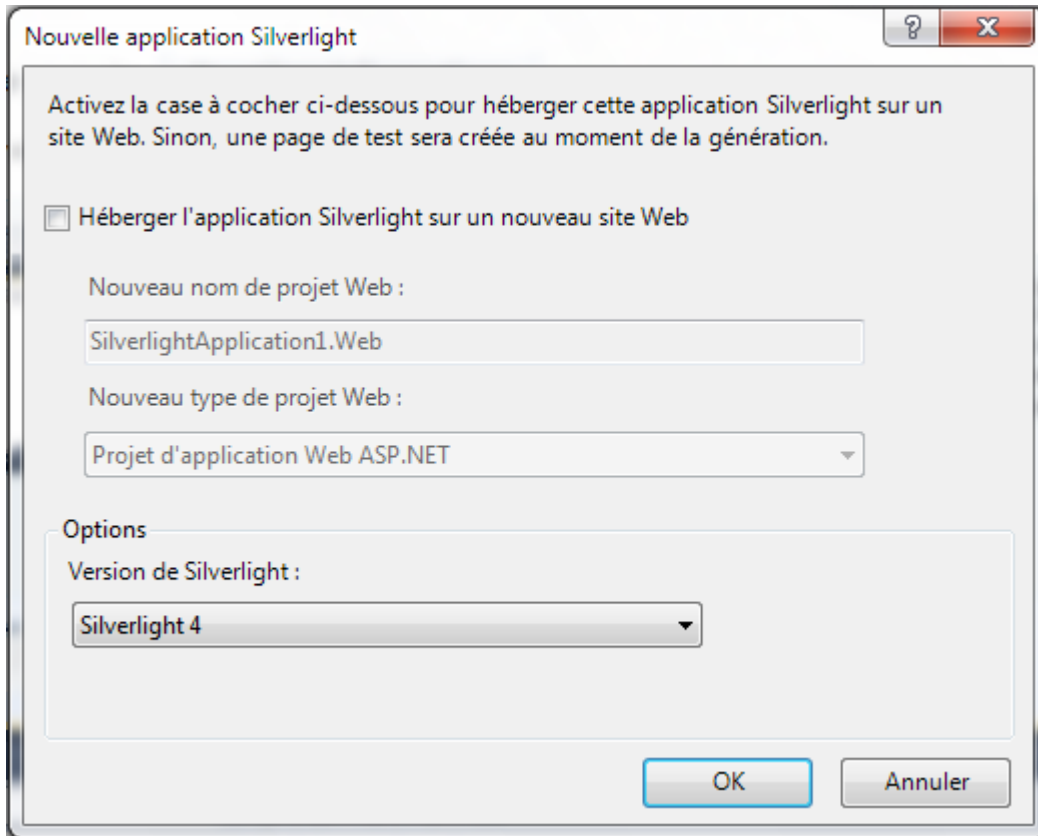 Nouvelle application Silverlight
Activez la case à cocher ci-dessous pour héberger cette application Silverlight sur un
site Web. Sinon, une page de test sera créée au moment de la génération.
Héberger l'application Silverlight sur un nouveau site Web
Nouveau nom de projet Web :
SilverlightApplication1.Web
Nouveau type de projet Web :
Projet d'application Web ASP.NET
Options
Version de Silverlight :
Silverlight 4
OK
Annuler